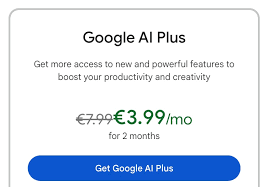 Google AI Plus
Get more access to new and powerful features to
boost your productivity and creativity
€7.99€3.99/mo
for 2 months
Get Google AI Plus